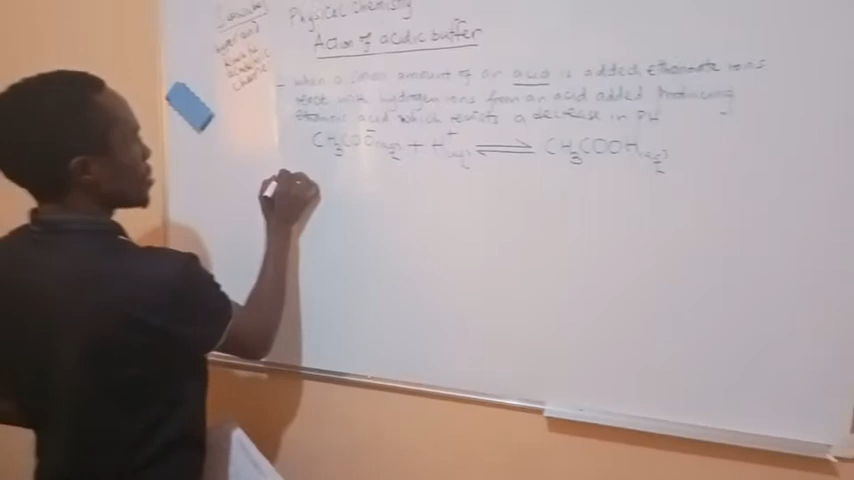 Physical Chemistry
Action of acidic buffer
- When a small amount of an acid is added, ethanoate ions
react with hydrogen ions from an acid added producing
ethanoic acid which resists a decrease in PH
CH₃COO⁻(aq) + H⁺(aq) ⇌ CH₃COOH(aq)